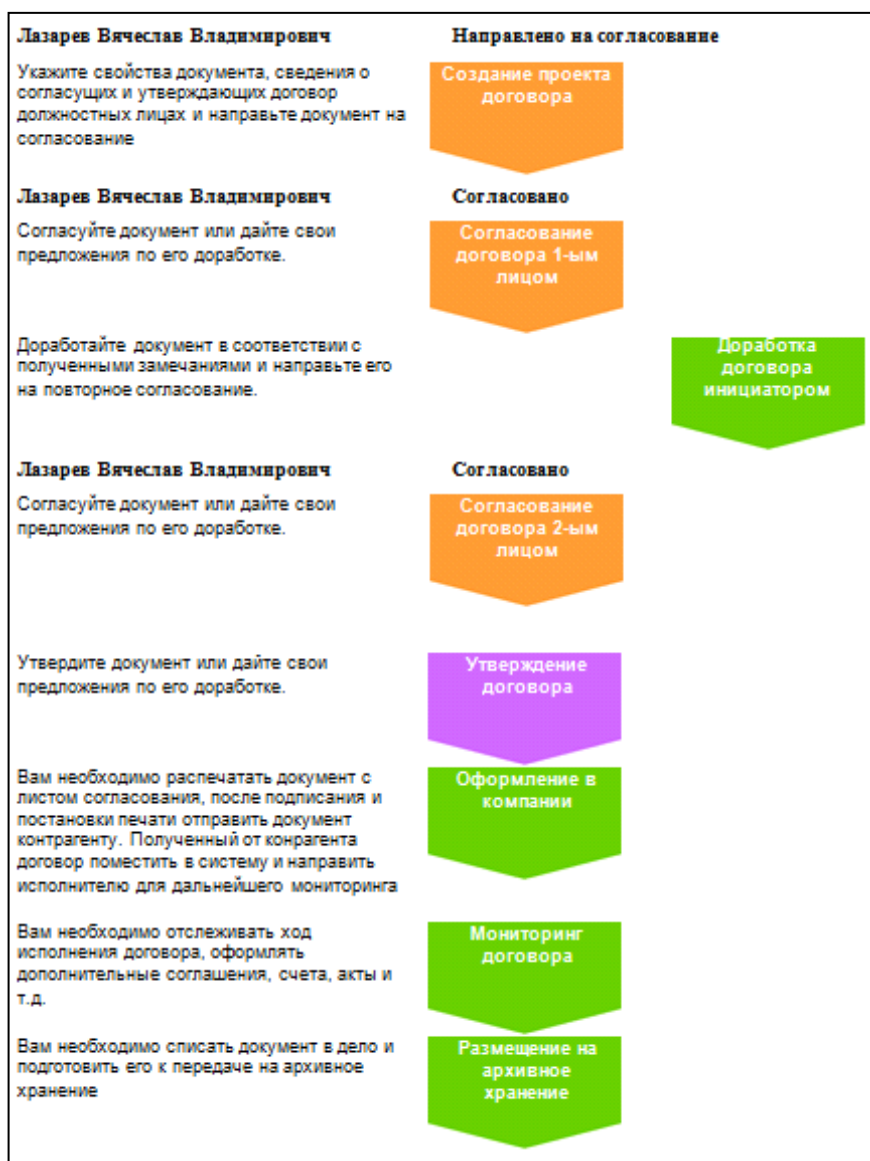 Лазарев Вячеслав Владимирович
Направлено на согласование
Укажите свойства документа, сведения о
согласущих и утверждающих договор
должностных лицах и направьте документ на
согласование
Создание проекта
договора
Лазарев Вячеслав Владимирович
Согласовано
Согласуйте документ или дайте свои
предложения по его доработке.
Согласование
договора 1-ым
лицом
Доработайте документ в соответствии с
полученными замечаниями и направьте его
на повторное согласование.
Доработка
договора
инициатором
Лазарев Вячеслав Владимирович
Согласовано
Согласуйте документ или дайте свои
предложения по его доработке.
Согласование
договора 2-ым
лицом
Утвердите документ или дайте свои
предложения по его доработке.
Утверждение
договора
Вам необходимо распечатать документ с
листом согласования, после подписания и
постановки печати отправить документ
контрагенту. Полученный от конрагента
договор поместить в систему и направить
исполнителю для дальнейшего мониторинга
Оформление в
компании
Вам необходимо отслеживать ход
исполнения договора, оформлять
дополнительные соглашения, счета, акты и
т.д.
Мониторинг
договора
Вам необходимо списать документ в дело и
подготовить его к передаче на архивное
хранение
Размещение на
архивное
хранение